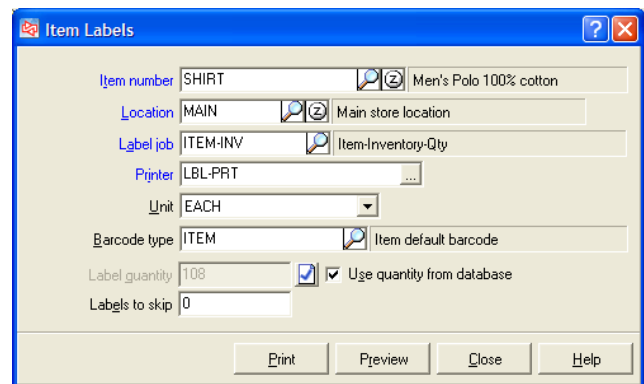 Item Labels
Item number SHIRT Men's Polo 100% cotton
Location MAIN Main store location
Label job ITEM-INV Item-Inventory-Qty
Printer LBL-PRT ...
Unit EACH
Barcode type ITEM Item default barcode
Label quantity 108 Use quantity from database
Labels to skip 0
Print Preview Close Help